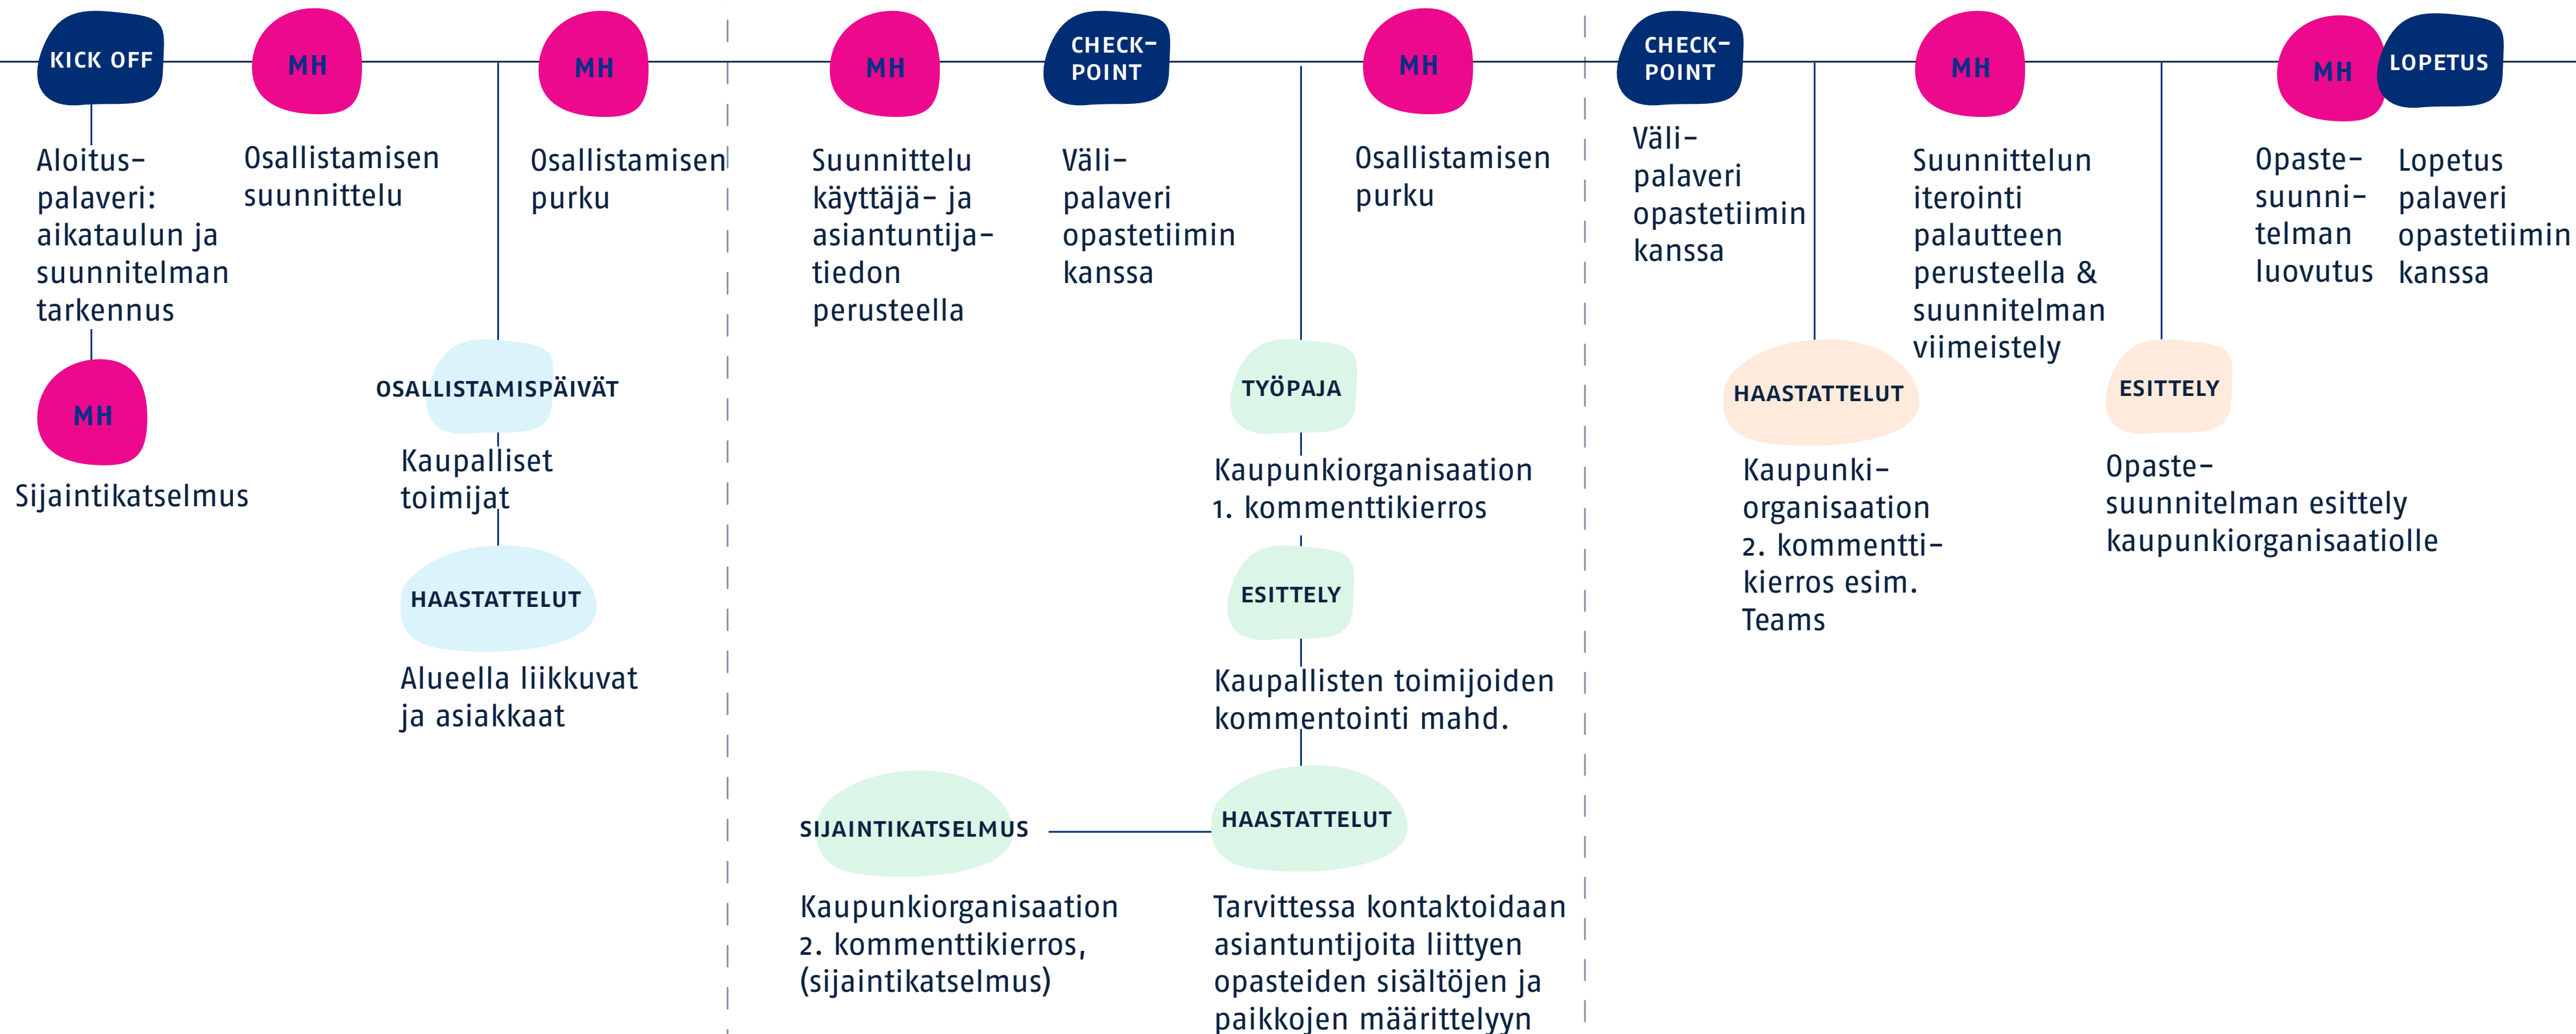 KICK OFF
Aloitus-
palaveri:
aikataulun ja
suunnitelman
tarkennus
MH
Sijaintikatselmus
MH
Osallistamisen
suunnittelu
OSALLISTAMISPÄIVÄT
Kaupalliset
toimijat
HAASTATTELUT
Alueella liikkuvat
ja asiakkaat
MH
Osallistamisen
purku
MH
Suunnittelu
käyttäjä- ja
asiantuntija-
tiedon
perusteella
CHECK-
POINT
Väli-
palaveri
opastetiimin
kanssa
TYÖPAJA
Kaupunkiorganisaation
1. kommenttikierros
ESITTELY
Kaupallisten toimijoiden
kommentointi mahd.
SIJAINTIKATSELMUS
Kaupunkiorganisaation
2. kommenttikierros,
(sijaintikatselmus)
HAASTATTELUT
Tarvittessa kontaktoidaan
asiantuntijoita liittyen
opasteiden sisältöjen ja
paikkojen määrittelyyn
MH
Osallistamisen
purku
CHECK-
POINT
Väli-
palaveri
opastetiimin
kanssa
HAASTATTELUT
Kaupunki-
organisaation
2. kommentti-
kierros esim.
Teams
MH
Suunnittelun
iterointi
palautteen
perusteella &
suunnitelman
viimeistely
ESITTELY
Opaste-
suunnitelman esittely
kaupunkiorganisaatiolle
MH
Opaste-
suunni-
telman
luovutus
LOPETUS
Lopetus
palaveri
opastetiimin
kanssa